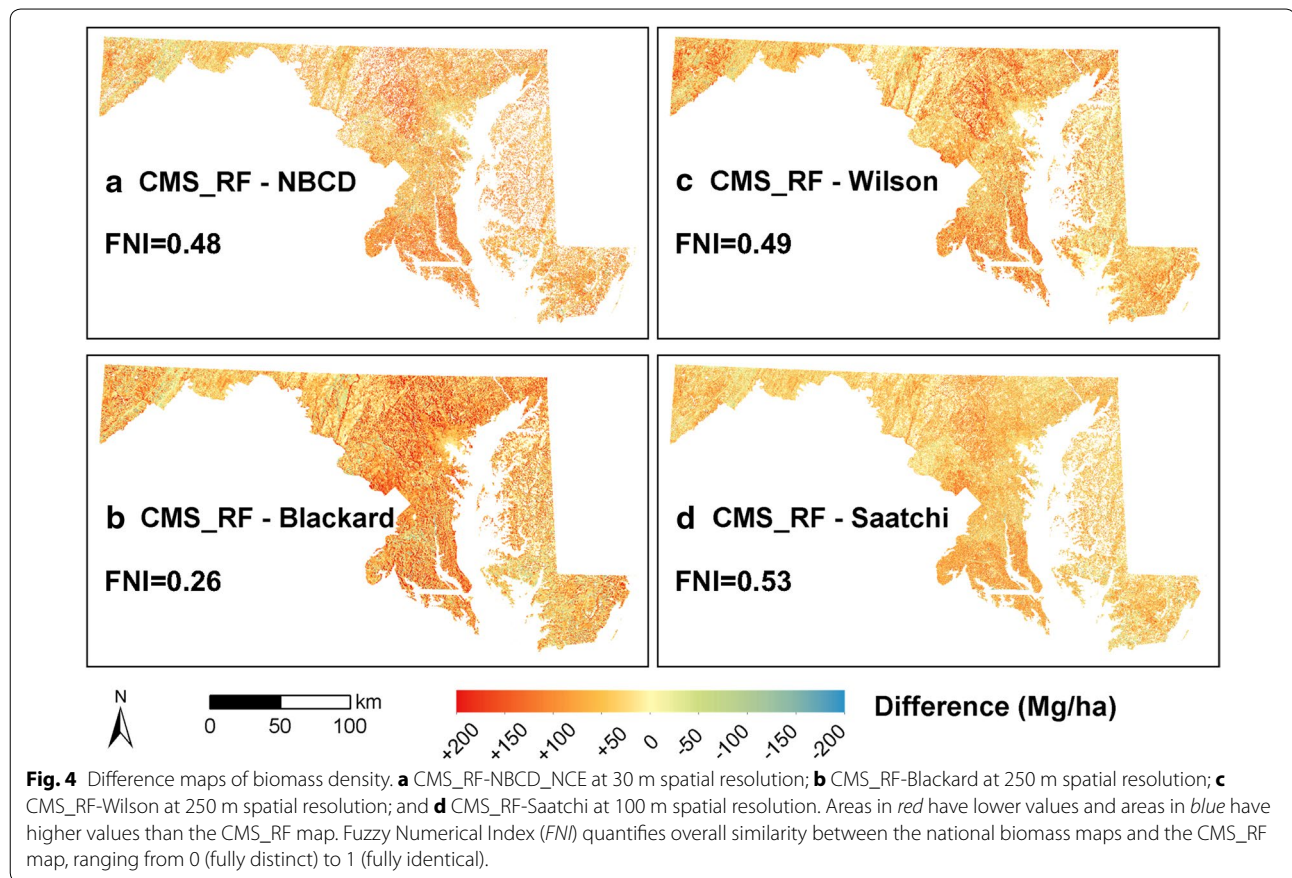 a CMS_RF - NBCD
FNI=0.48
c CMS_RF - Wilson
FNI=0.49
b CMS_RF - Blackard
FNI=0.26
d CMS_RF - Saatchi
FNI=0.53
N
0 50 100 km
+200 +150 +100 +50 0 -50 -100 -150 -200
Difference (Mg/ha)
Fig. 4 Difference maps of biomass density. a CMS_RF-NBCD_NCE at 30 m spatial resolution; b CMS_RF-Blackard at 250 m spatial resolution; c
CMS_RF-Wilson at 250 m spatial resolution; and d CMS_RF-Saatchi at 100 m spatial resolution. Areas in red have lower values and areas in blue have
higher values than the CMS_RF map. Fuzzy Numerical Index (FNI) quantifies overall similarity between the national biomass maps and the CMS_RF
map, ranging from 0 (fully distinct) to 1 (fully identical).